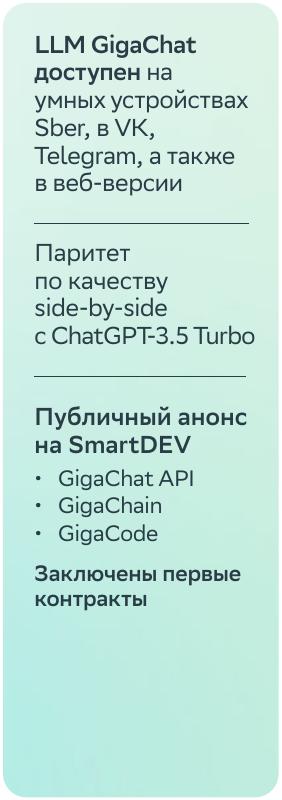 LLM GigaChat
доступен на
умных устройствах
Sber, в VK,
Telegram, а также
в веб-версии
Паритет
по качеству
side-by-side
с ChatGPT-3.5 Turbo
Публичный анонс
на SmartDEV
• GigaChat API
• GigaChain
• GigaCode
Заключены первые
контракты